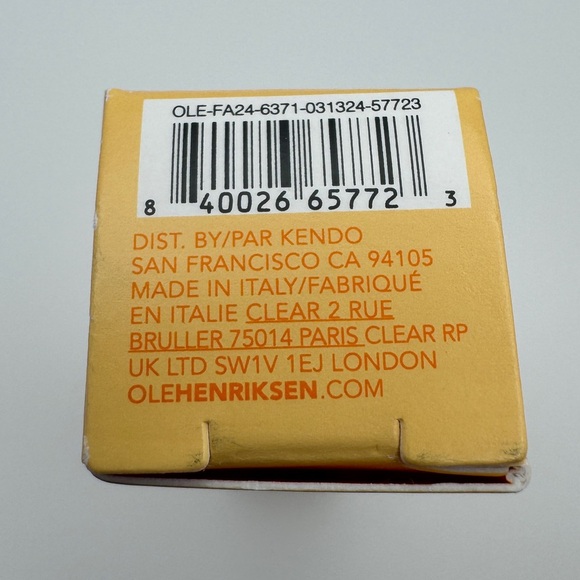 OLE-FA24-6371-031324-57723
8 40026 65772 3
DIST. BY/PAR KENDO
SAN FRANCISCO CA 94105
MADE IN ITALY/FABRIQUÉ
EN ITALIE CLEAR 2 RUE
BRULLER 75014 PARIS CLEAR RP
UK LTD SW1V 1EJ LONDON
OLEHENRIKSEN.COM